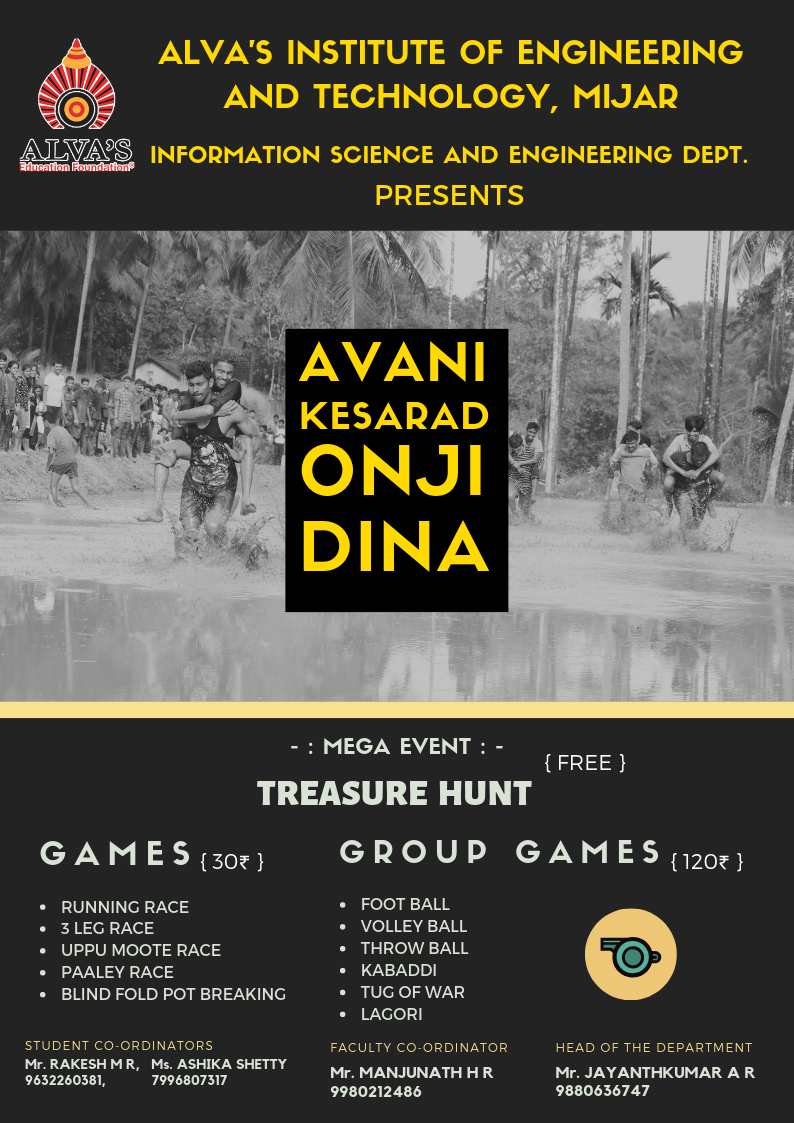 ALVA'S INSTITUTE OF ENGINEERING
AND TECHNOLOGY, MIJAR
ALVA'S
Education Foundation®
INFORMATION SCIENCE AND ENGINEERING DEPT.
PRESENTS
AVANI
KESARAD
ONJI
DINA
- : MEGA EVENT : -
{ FREE }
TREASURE HUNT
GAMES { 30₹ }
• RUNNING RACE
• 3 LEG RACE
• UPPU MOOTE RACE
• PAALEY RACE
• BLIND FOLD POT BREAKING
GROUP GAMES { 120₹ }
• FOOT BALL
• VOLLEY BALL
• THROW BALL
• KABADDI
• TUG OF WAR
• LAGORI
STUDENT CO-ORDINATORS
Mr. RAKESH M R, Ms. ASHIKA SHETTY
9632260381, 7996807317
FACULTY CO-ORDINATOR
Mr. MANJUNATH H R
9980212486
HEAD OF THE DEPARTMENT
Mr. JAYANTHKUMAR A R
9880636747